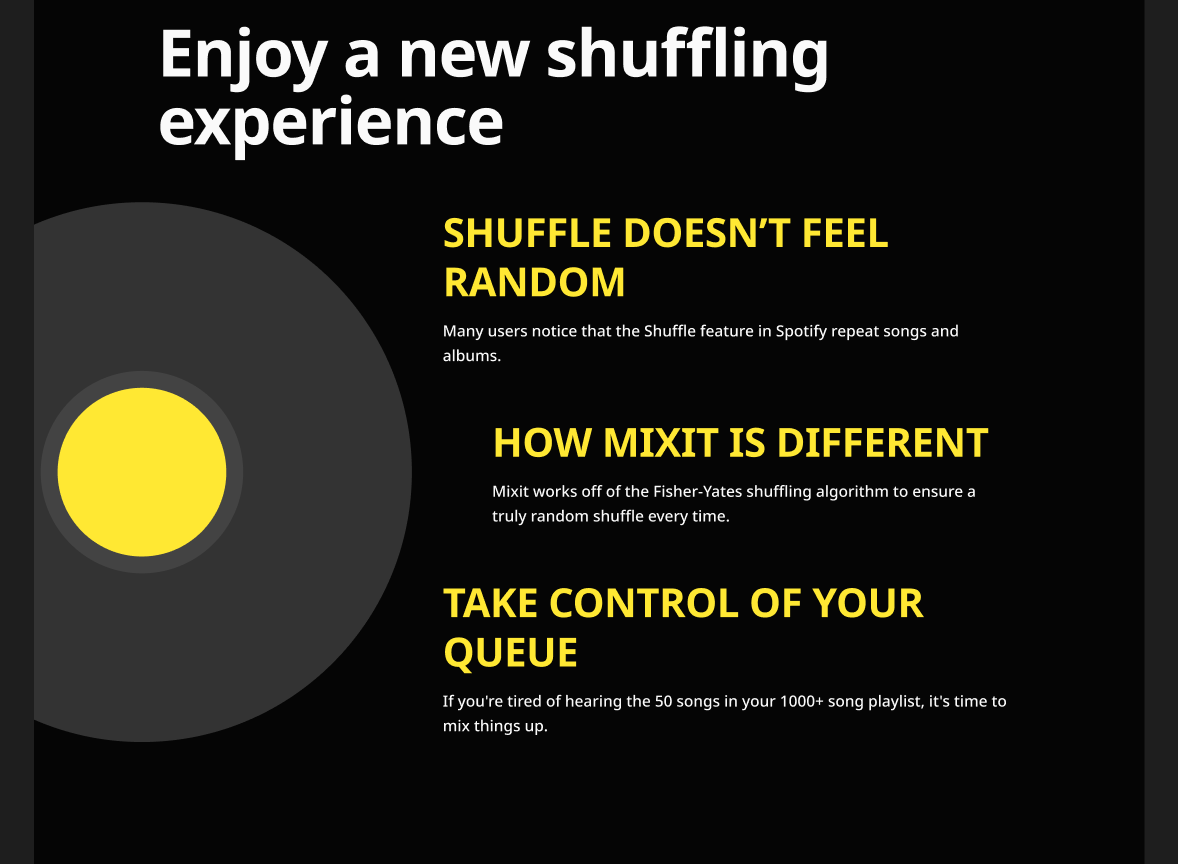 Enjoy a new shuffling
experience
SHUFFLE DOESN’T FEEL
RANDOM
Many users notice that the Shuffle feature in Spotify repeat songs and
albums.
HOW MIXIT IS DIFFERENT
Mixit works off of the Fisher-Yates shuffling algorithm to ensure a
truly random shuffle every time.
TAKE CONTROL OF YOUR
QUEUE
If you're tired of hearing the 50 songs in your 1000+ song playlist, it's time to
mix things up.